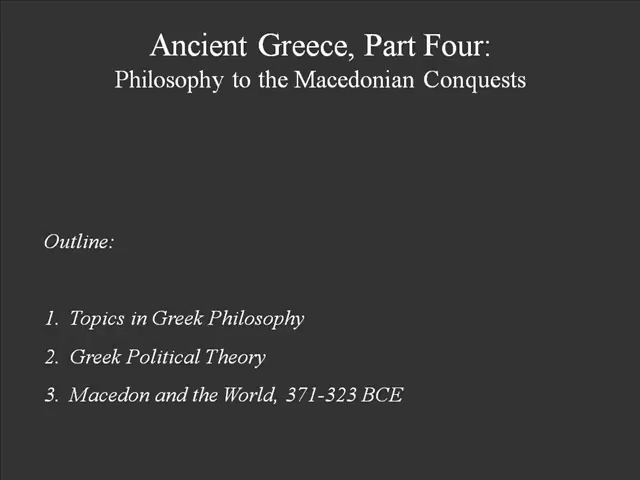 Ancient Greece, Part Four:
Philosophy to the Macedonian Conquests
Outline:
1. Topics in Greek Philosophy
2. Greek Political Theory
3. Macedon and the World, 371-323 BCE